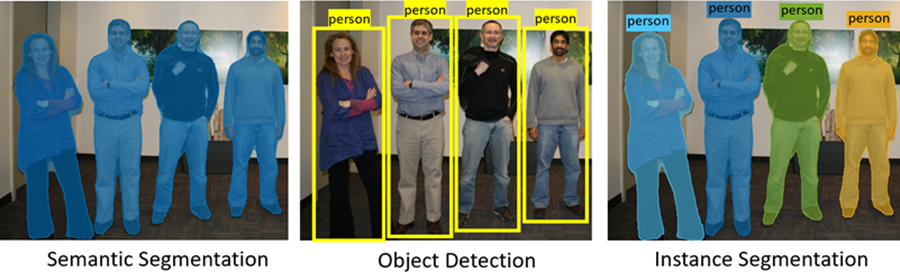 person
person
person
person
person
person
person
person
Semantic Segmentation
Object Detection
Instance Segmentation